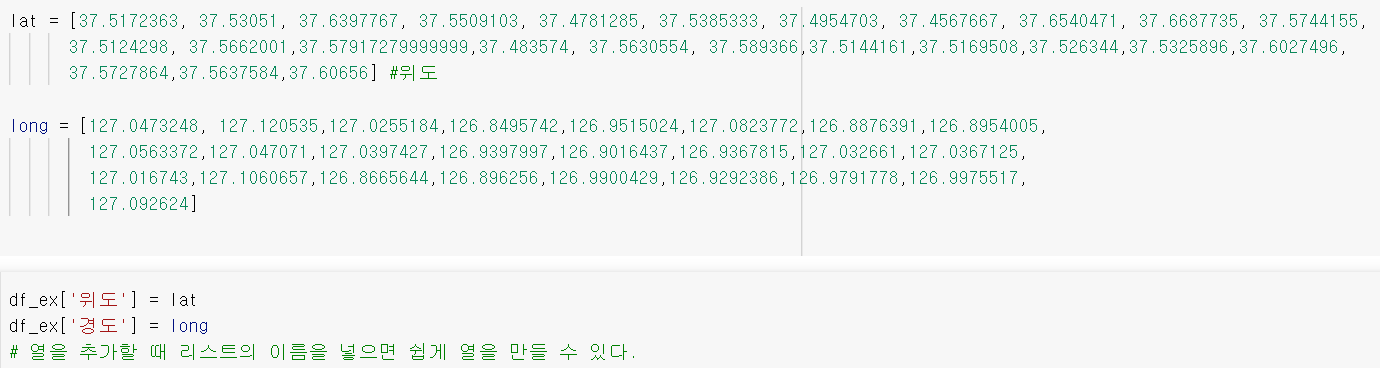 lat = [37.5172363, 37.53051, 37.6397767, 37.5509103, 37.4781285, 37.5385333, 37.4954703, 37.4567667, 37.6540471, 37.6687735, 37.5744155,
37.5124298, 37.5662001,37.57917279999999,37.483574, 37.5630554, 37.589366,37.5144161,37.5169508,37.526344,37.5325896,37.6027496,
37.5727864,37.5637584,37.60656] #위도
long = [127.0473248, 127.120535,127.0255184,126.8495742,126.9515024,127.0823772,126.8876391,126.8954005,
127.0563372,127.047071,127.0397427,126.9397997,126.9016437,126.9367815,127.032661,127.0367125,
127.016743,127.1060657,126.8665644,126.896256,126.9900429,126.9292386,126.9791778,126.9975517,
127.092624]
df_ex['위도'] = lat
df_ex['경도'] = long
# 열을 추가할 때 리스트의 이름을 넣으면 쉽게 열을 만들 수 있다.